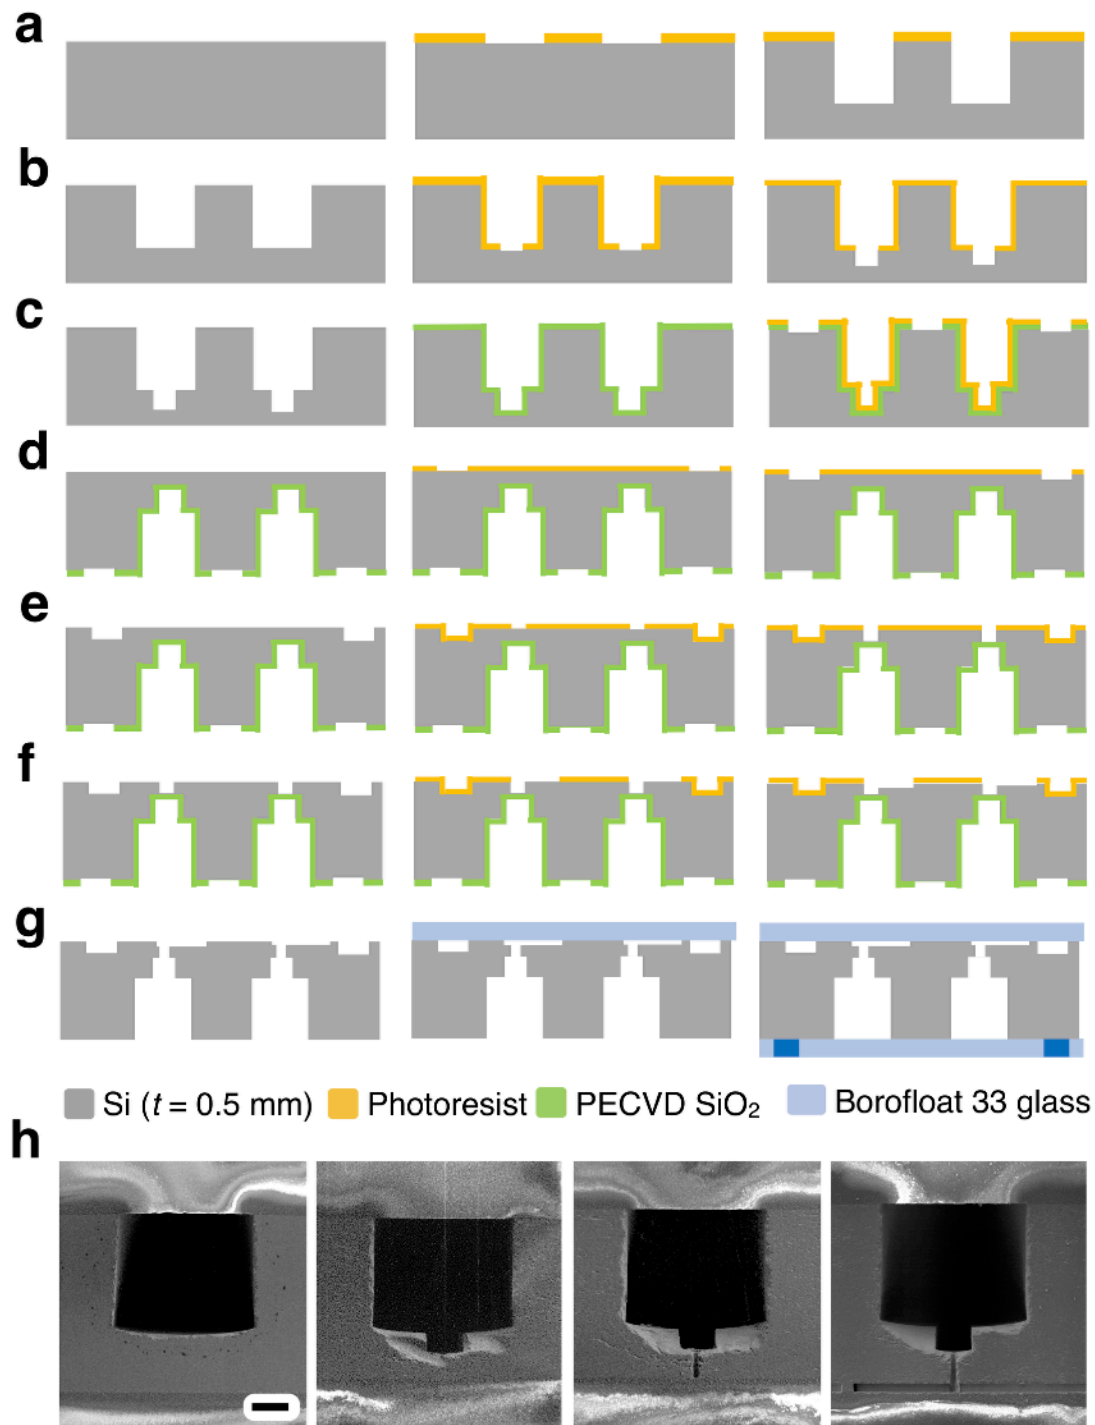 a
b
c
d
e
f
g
Si (t = 0.5 mm) Photoresist PECVD SiO₂ Borofloat 33 glass
h